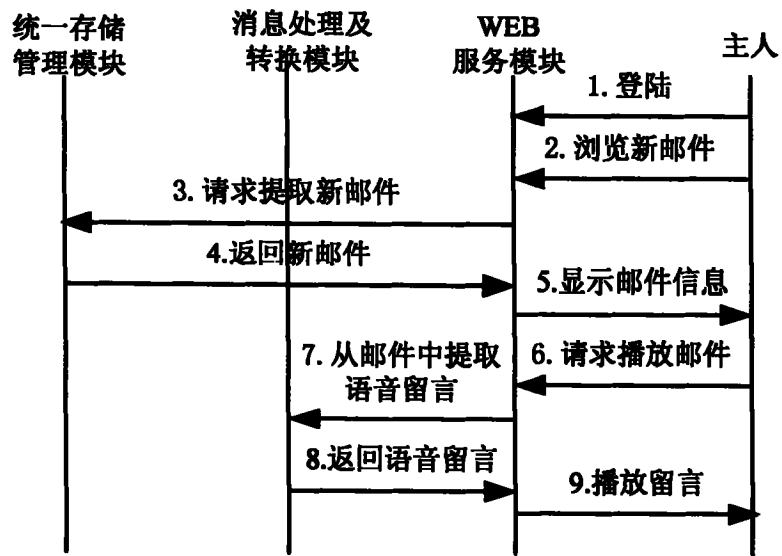 统一存储
管理模块
消息处理及
转换模块
WEB
服务模块
主人
1. 登陆
2. 浏览新邮件
3. 请求提取新邮件
4.返回新邮件
5.显示邮件信息
6. 请求播放邮件
7. 从邮件中提取
语音留言
8.返回语音留言
9.播放留言